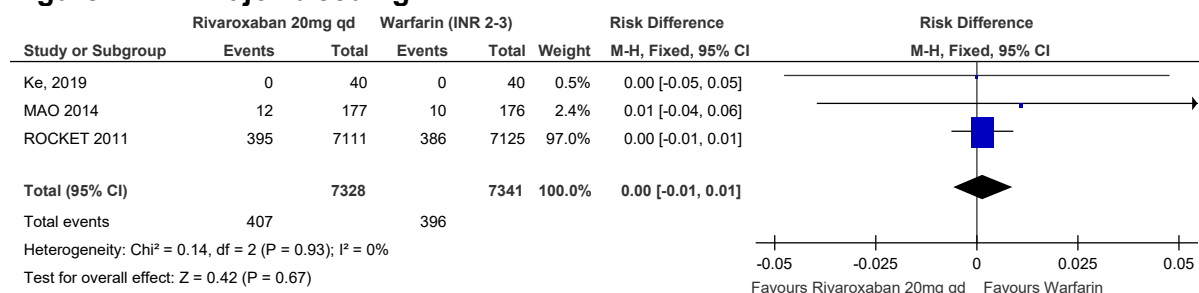 Rivaroxaban 20mg qd Warfarin (INR 2-3) Risk Difference Risk Difference
Study or Subgroup Events Total Events Total Weight M-H, Fixed, 95% CI M-H, Fixed, 95% CI
Ke, 2019 0 40 0 40 0.5% 0.00 [-0.05, 0.05]
MAO 2014 12 177 10 176 2.4% 0.01 [-0.04, 0.06]
ROCKET 2011 395 7111 386 7125 97.0% 0.00 [-0.01, 0.01]
Total (95% CI) 7328 7341 100.0% 0.00 [-0.01, 0.01]
Total events 407 396
Heterogeneity: Chi² = 0.14, df = 2 (P = 0.93); I² = 0%
Test for overall effect: Z = 0.42 (P = 0.67)
-0.05 -0.025 0 0.025 0.05
Favours Rivaroxaban 20mg qd Favours Warfarin